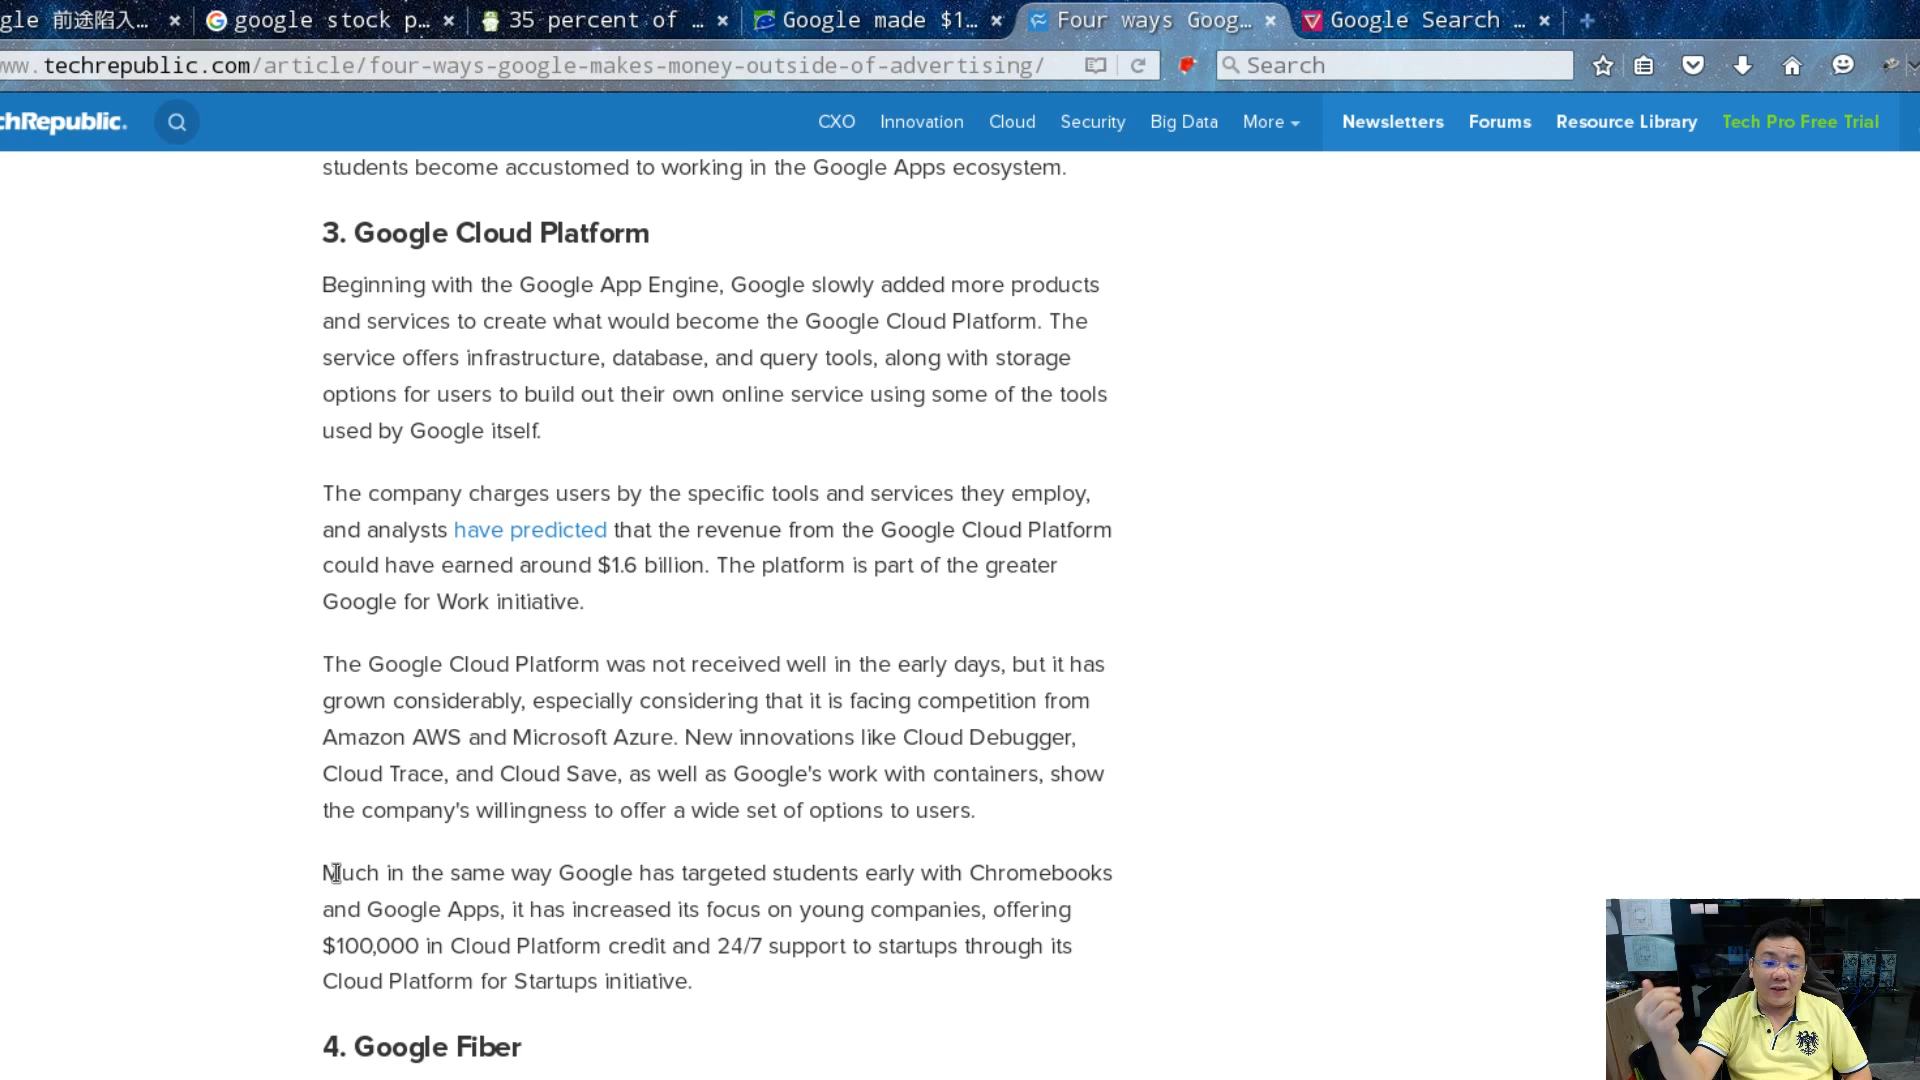 gle 前途陷入...
google stock p...
35 percent of ...
Google made $1...
Four ways Goog...
Google Search ...
ww.techrepublic.com/article/four-ways-google-makes-money-outside-of-advertising/
Search
chRepublic.
CXO Innovation Cloud Security Big Data More Newsletters Forums Resource Library Tech Pro Free Trial
students become accustomed to working in the Google Apps ecosystem.
3. Google Cloud Platform
Beginning with the Google App Engine, Google slowly added more products
and services to create what would become the Google Cloud Platform. The
service offers infrastructure, database, and query tools, along with storage
options for users to build out their own online service using some of the tools
used by Google itself.
The company charges users by the specific tools and services they employ,
and analysts have predicted that the revenue from the Google Cloud Platform
could have earned around $1.6 billion. The platform is part of the greater
Google for Work initiative.
The Google Cloud Platform was not received well in the early days, but it has
grown considerably, especially considering that it is facing competition from
Amazon AWS and Microsoft Azure. New innovations like Cloud Debugger,
Cloud Trace, and Cloud Save, as well as Google's work with containers, show
the company's willingness to offer a wide set of options to users.
Much in the same way Google has targeted students early with Chromebooks
and Google Apps, it has increased its focus on young companies, offering
$100,000 in Cloud Platform credit and 24/7 support to startups through its
Cloud Platform for Startups initiative.
4. Google Fiber